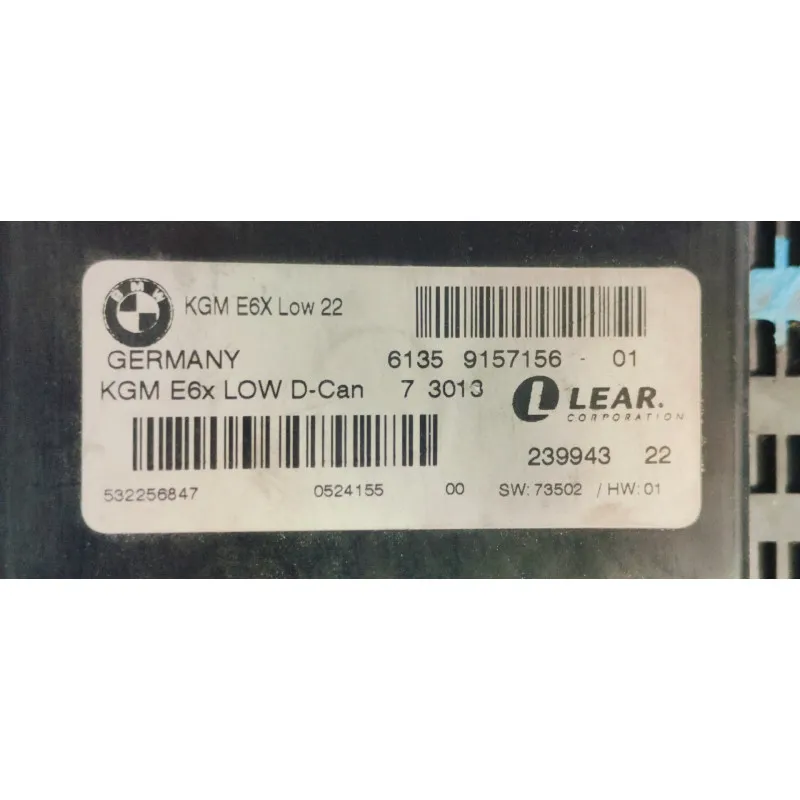 BMW
KGM E6X Low 22
GERMANY 6135 9157156 - 01
KGM E6x LOW D-Can 7 3013
LEAR.
CORPORATION
239943 22
532256847 0524155 00 SW: 73502 / HW: 01